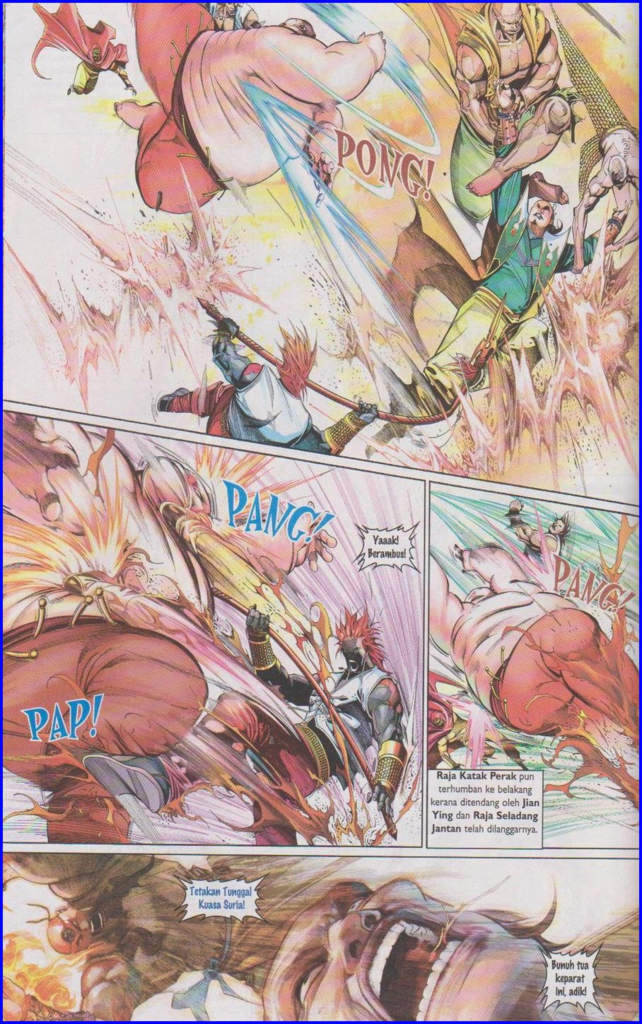 PONG!
PANG!
Yaaak!
Berambus!
PAP!
PANG!
Raja Katak Perak pun
terhumban ke belakang
kerana ditendang oleh Jian
Ying dan Raja Seladang
Jantan telah dilanggarnya.
Tetakan Tunggal
Kuasa Suria!
Bunuh tua
keparat
ini, adik!